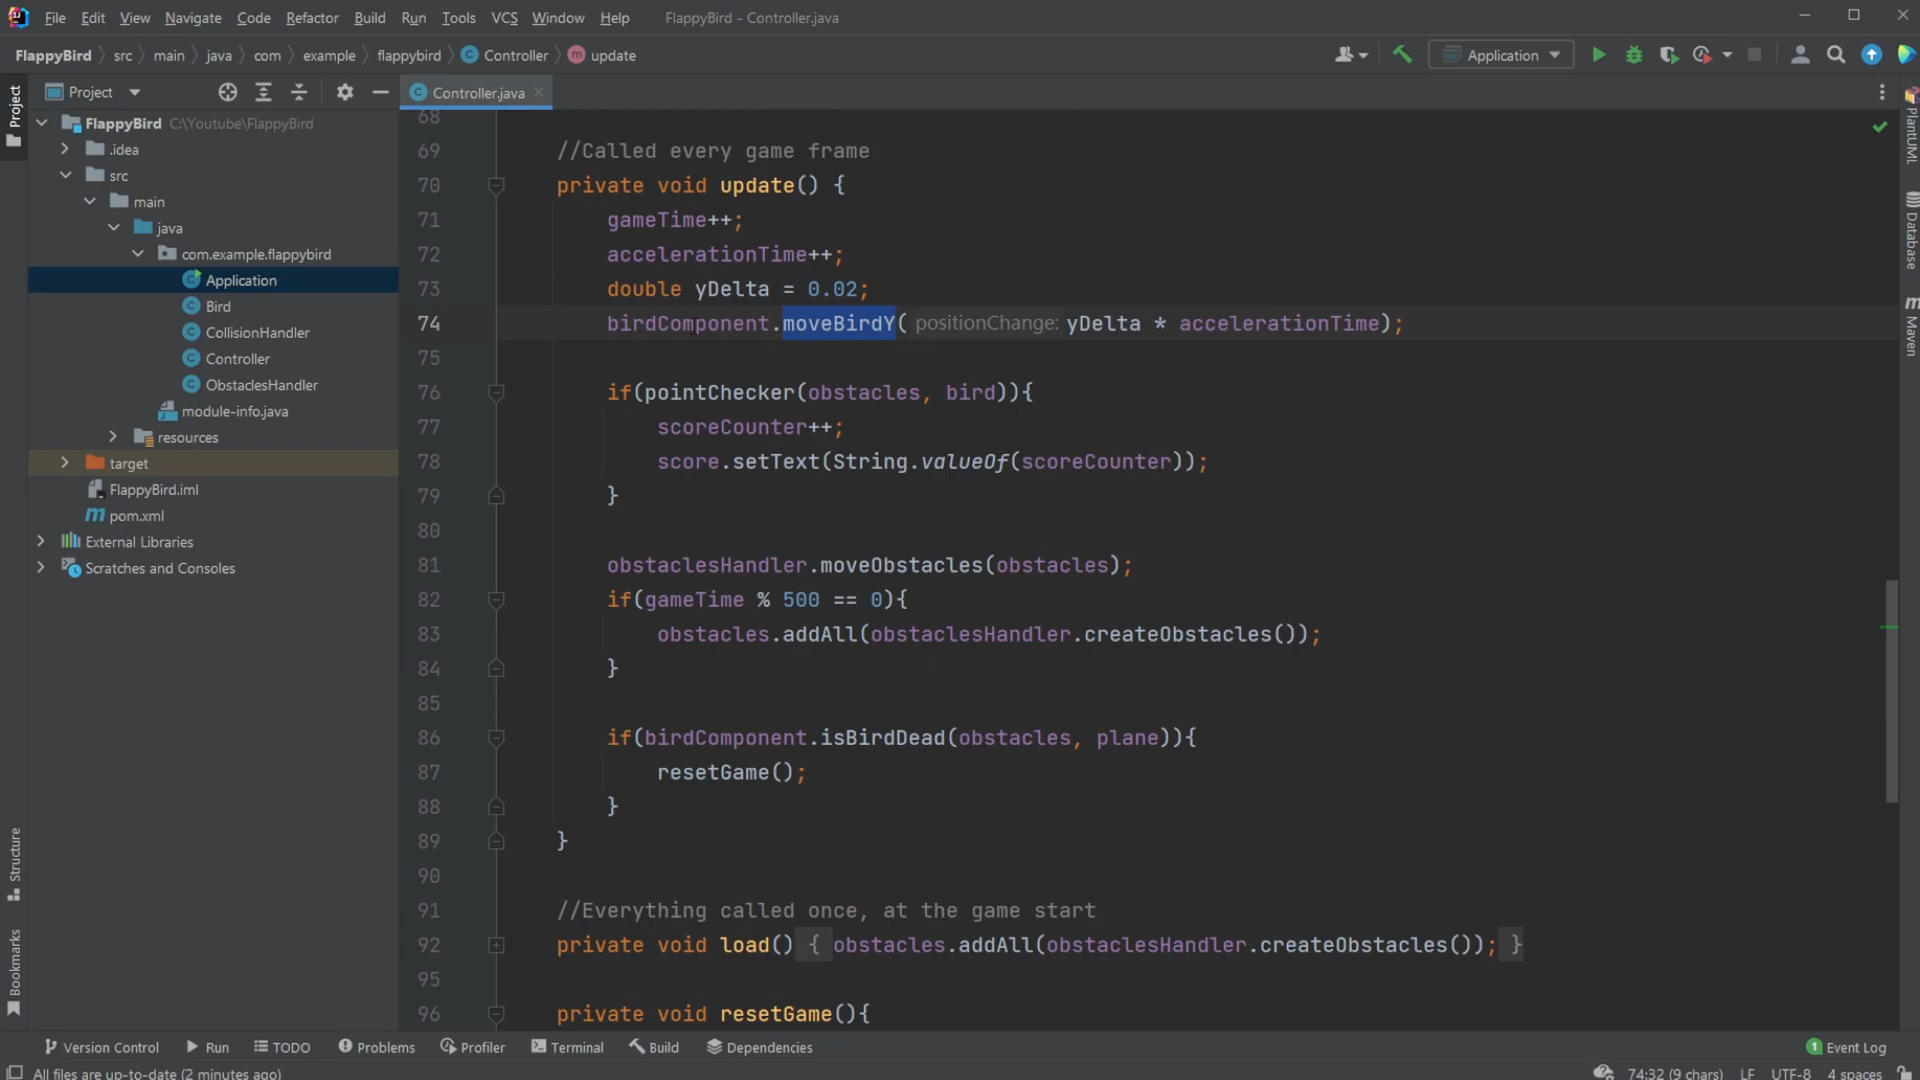 File Edit View Navigate Code Refactor Build Run Tools VCS Window Help FlappyBird - Controller.java
FlappyBird src main java com example flappybird Controller update Application
Project Controller.java
Project
FlappyBird C:\Youtube\FlappyBird
.idea
src
main
java
com.example.flappybird
Application
Bird
CollisionHandler
Controller
ObstaclesHandler
module-info.java
resources
target
FlappyBird.iml
pom.xml
External Libraries
Scratches and Consoles
Structure
Bookmarks
68
69 //Called every game frame
70 private void update() {
71 gameTime++;
72 accelerationTime++;
73 double yDelta = 0.02;
74 birdComponent.moveBirdY( positionChange: yDelta * accelerationTime);
75
76 if(pointChecker(obstacles, bird)){
77 scoreCounter++;
78 score.setText(String.valueOf(scoreCounter));
79 }
80
81 obstaclesHandler.moveObstacles(obstacles);
82 if(gameTime % 500 == 0){
83 obstacles.addAll(obstaclesHandler.createObstacles());
84 }
85
86 if(birdComponent.isBirdDead(obstacles, plane)){
87 resetGame();
88 }
89 }
90
91 //Everything called once, at the game start
92 private void load() { obstacles.addAll(obstaclesHandler.createObstacles()); }
95
96 private void resetGame(){
PlantUML
Database
Maven
Version Control Run TODO Problems Profiler Terminal Build Dependencies 1 Event Log
All files are up-to-date (2 minutes ago) 74:32 (9 chars) LF UTF-8 4 spaces